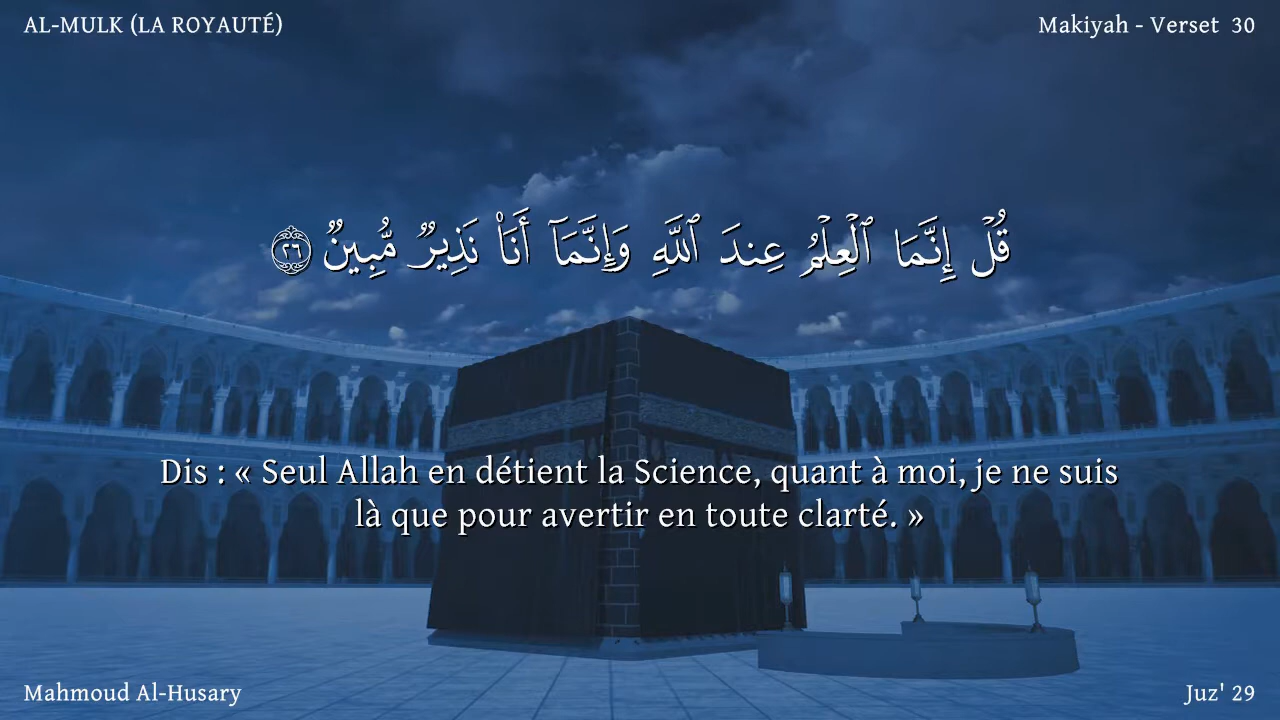 AL-MULK (LA ROYAUTÉ)
Makiyah - Verset 30
قُلْ إِنَّمَا ٱلْعِلْمُ عِندَ ٱللَّهِ وَإِنَّمَآ أَنَا۠ نَذِيرٌ مُّبِينٌ ٢٦
Dis : « Seul Allah en détient la Science, quant à moi, je ne suis
là que pour avertir en toute clarté. »
Mahmoud Al-Husary
Juz' 29